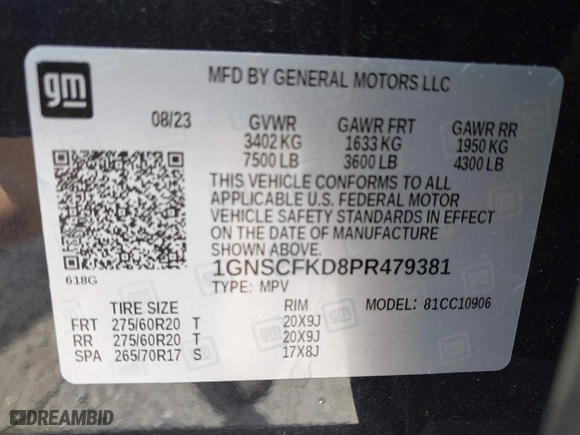 gm
MFD BY GENERAL MOTORS LLC
08/23 GVWR GAWR FRT GAWR RR
3402 KG 1633 KG 1950 KG
7500 LB 3600 LB 4300 LB
THIS VEHICLE CONFORMS TO ALL
APPLICABLE U.S. FEDERAL MOTOR
VEHICLE SAFETY STANDARDS IN EFFECT
ON THE DATE OF MANUFACTURE
SHOWN ABOVE.
618G
1GNSCFKD8PR479381
TYPE: MPV MODEL: 81CC10906
TIRE SIZE RIM
FRT 275/60R20 T 20X9J
RR 275/60R20 T 20X9J
SPA 265/70R17 S 17X8J
DREAMBID